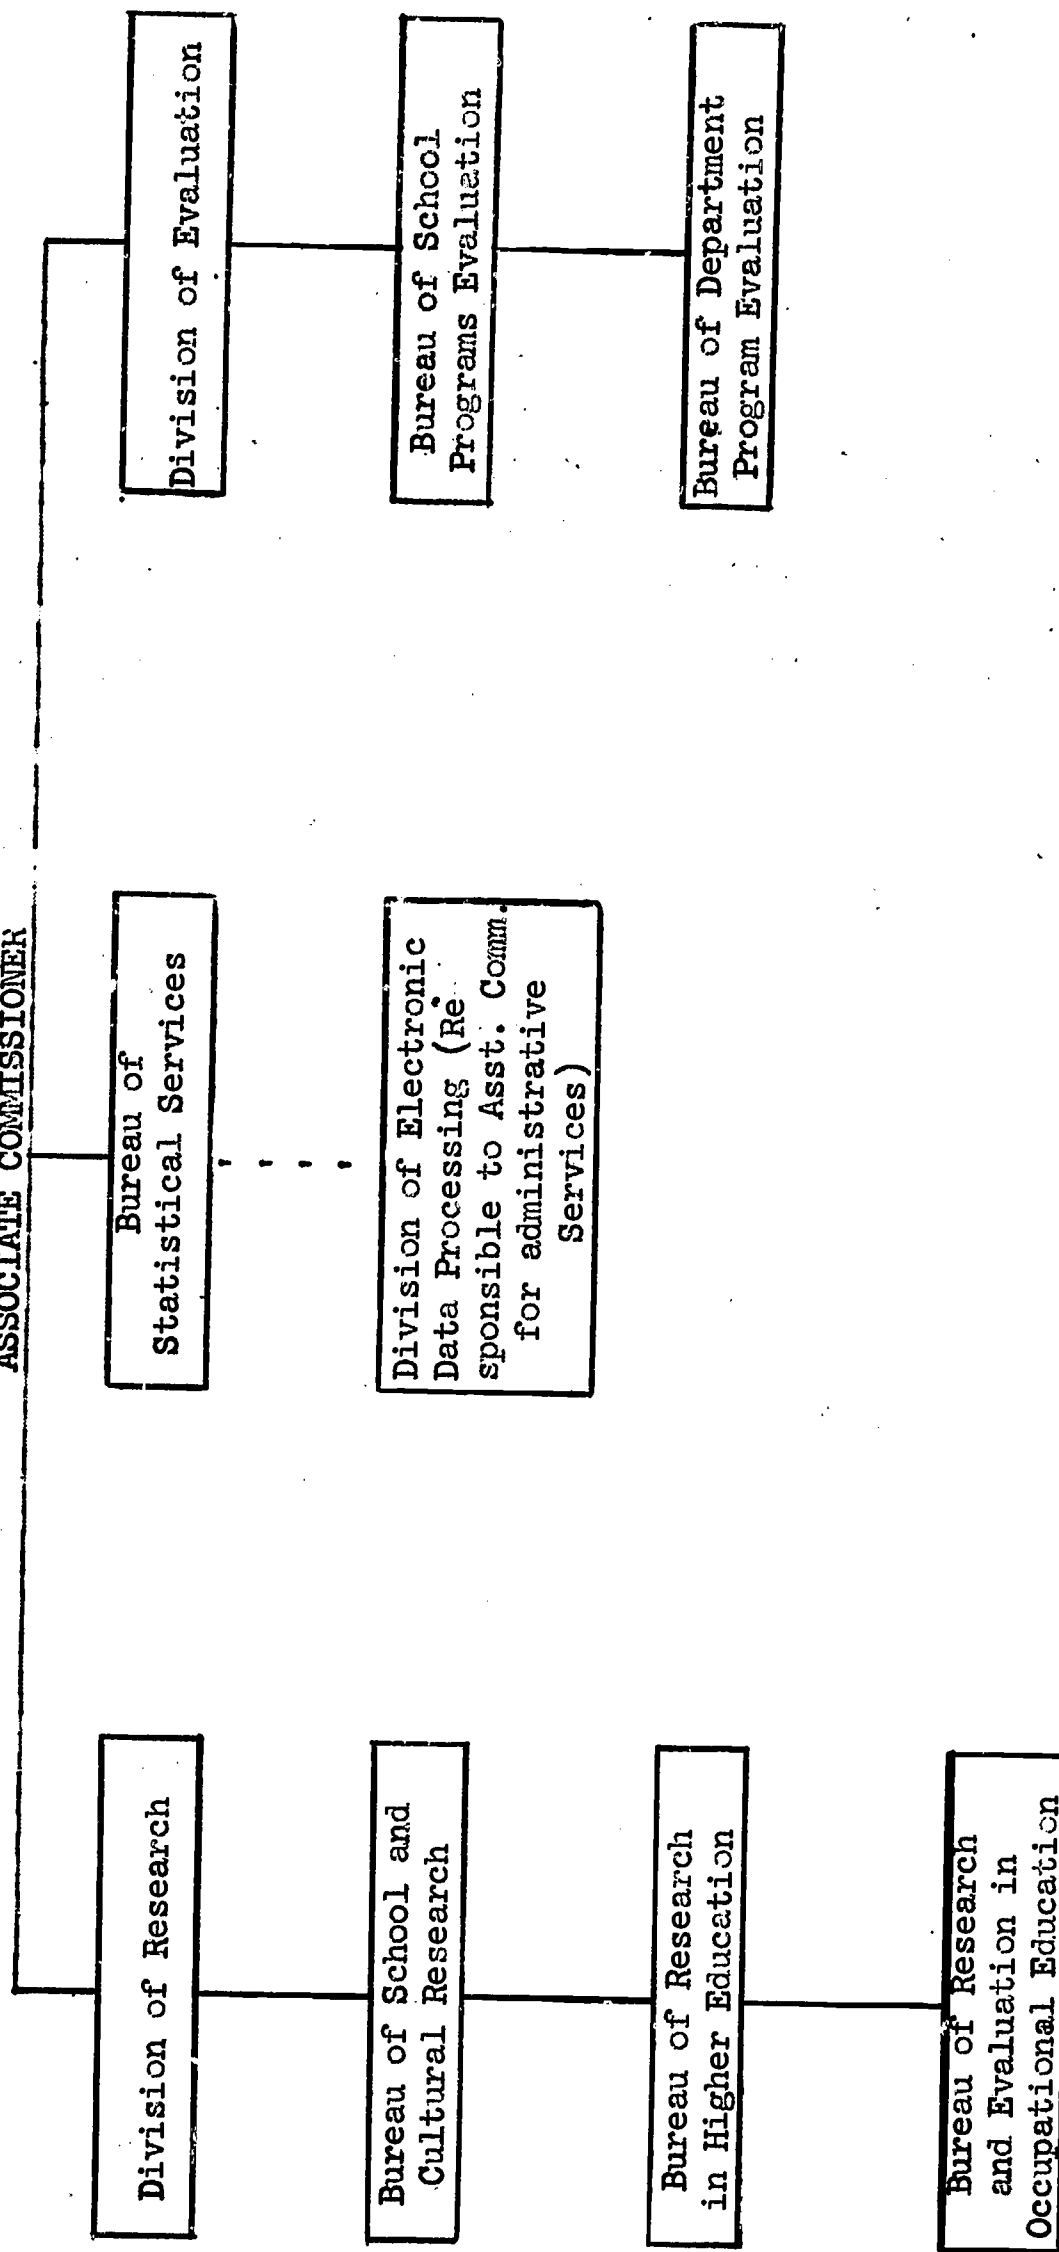 ASSOCIATE COMMISSIONER
Division of Research
Bureau of School and
Cultural Research
Bureau of Research
in Higher Education
Bureau of Research
and Evaluation in
Occupational Education
Bureau of
Statistical Services
Division of Electronic
Data Processing (Re
sponsible to Asst. Comm.
for administrative
Services)
Division of Evaluation
Bureau of School
Programs Evaluation
Bureau of Department
Program Evaluation